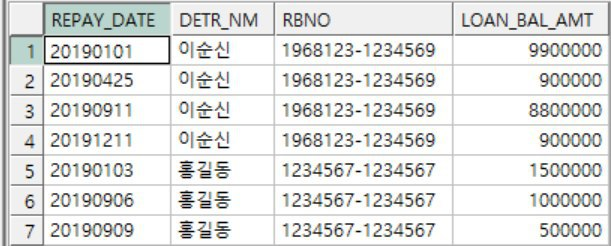 REPAY_DATE DETR_NM RBNO LOAN_BAL_AMT
1 20190101 이순신 1968123-1234569 9900000
2 20190425 이순신 1968123-1234569 900000
3 20190911 이순신 1968123-1234569 8800000
4 20191211 이순신 1968123-1234569 900000
5 20190103 홍길동 1234567-1234567 1500000
6 20190906 홍길동 1234567-1234567 1000000
7 20190909 홍길동 1234567-1234567 500000